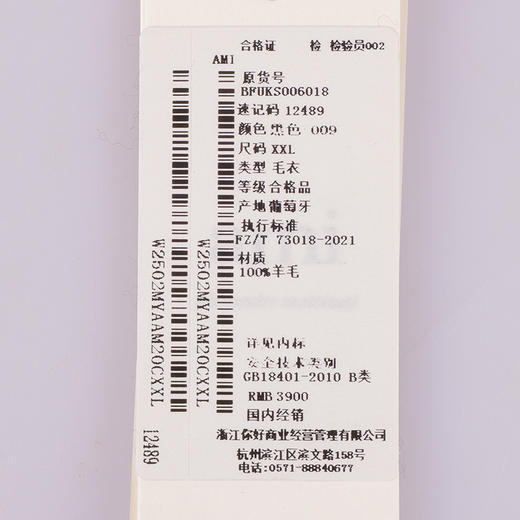 合格证 检 检验员002
AMI
原货号
BFUKS006018
速记码 12489
颜色 黑色 009
尺码 XXL
类型 毛衣
等级合格品
产地葡萄牙
执行标准
FZ/T 73018-2021
材质
100%羊毛
详见内标
安全技术类别
GB18401-2010 B类
RMB 3900
国内经销
浙江你好商业经营管理有限公司
杭州滨江区滨文路158号
电话:0571-88840677
W2502MYAAM20CXXL
W2502MYAAM20CXXL
12489